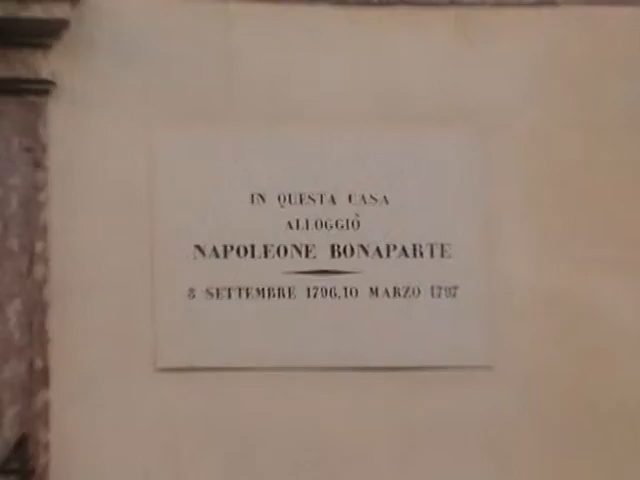 IN QUESTA CASA
ALLOGGIÒ
NAPOLEONE BONAPARTE
8 SETTEMBRE 1796, 10 MARZO 1797